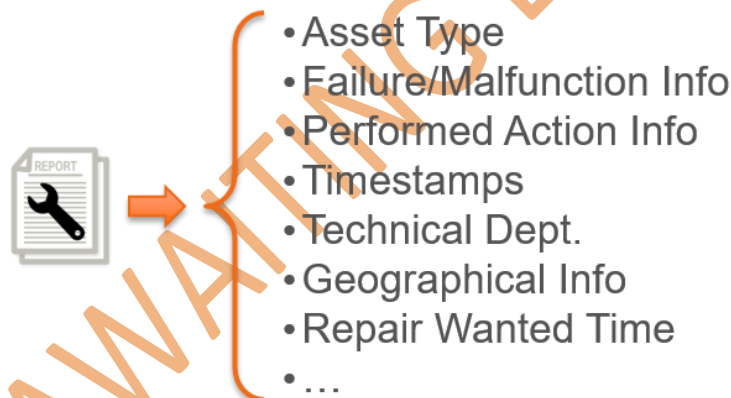 REPORT
• Asset Type
• Failure/Malfunction Info
• Performed Action Info
• Timestamps
• Technical Dept.
• Geographical Info
• Repair Wanted Time
• ...
AWAITING